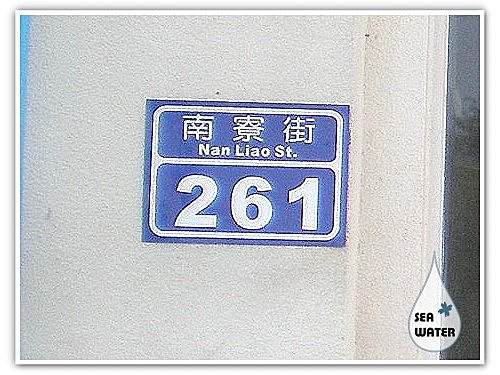 南寮街
Nan Liao St.
261
SEA
WATER